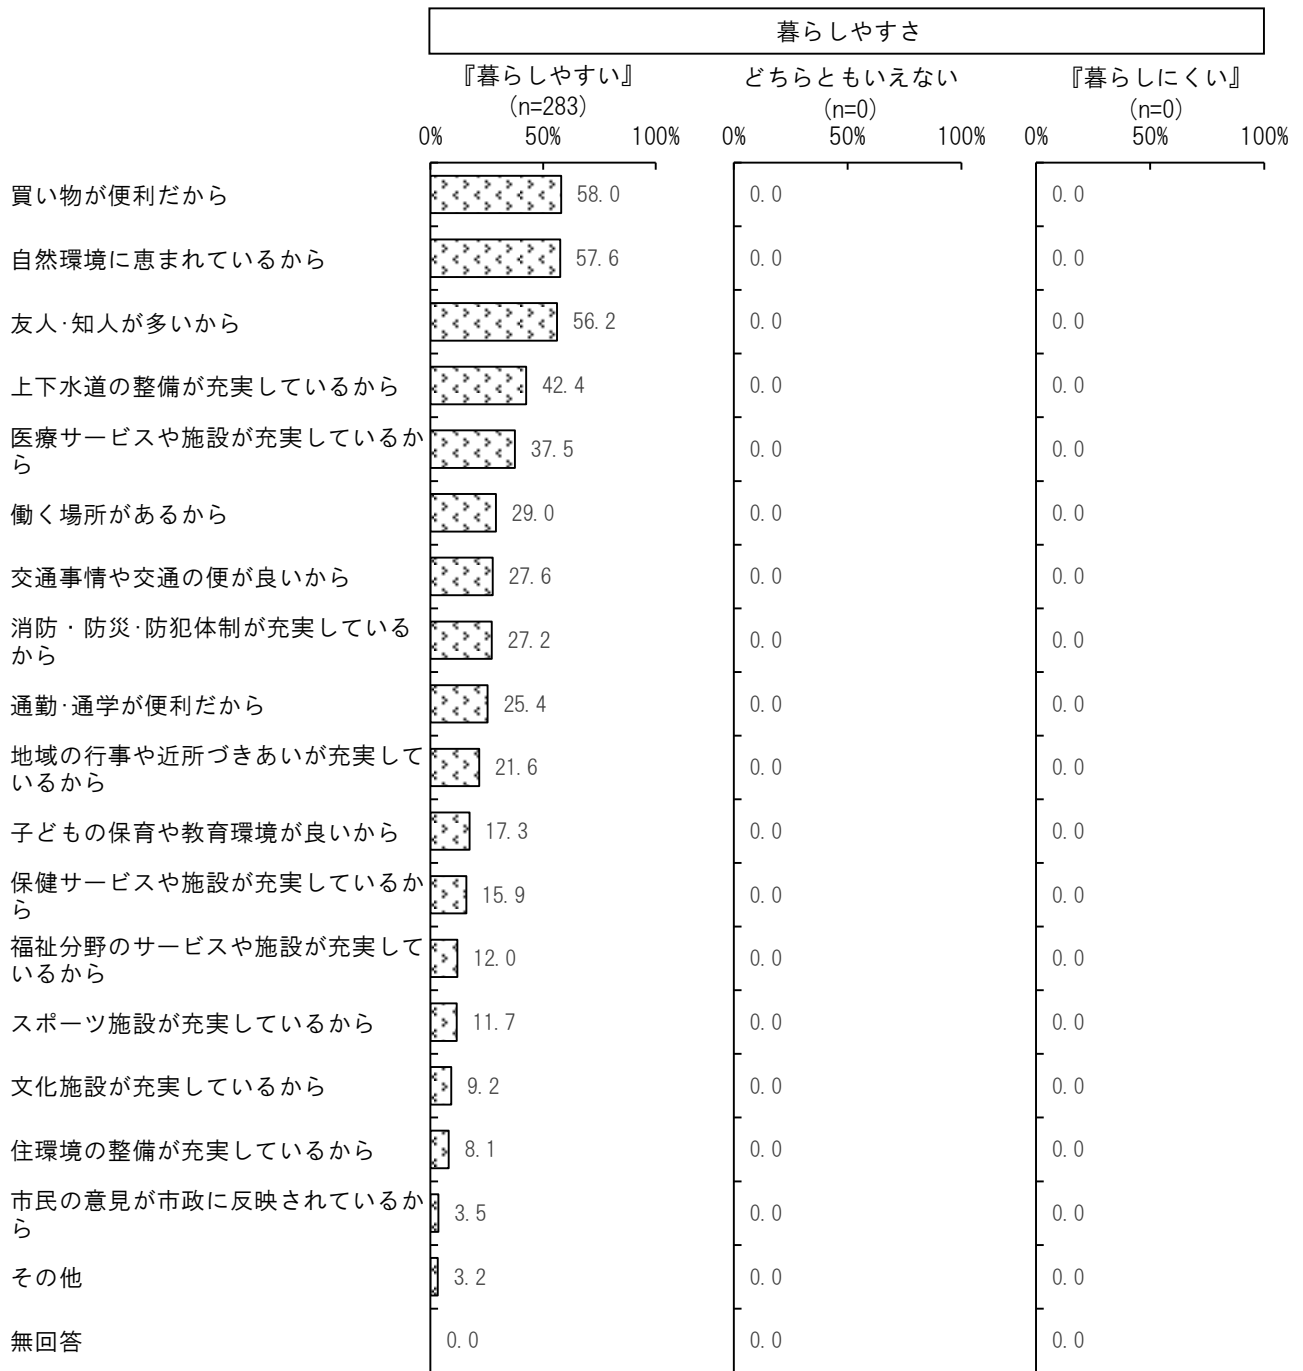 暮らしやすさ
『暮らしやすい』 どちらともいえない 『暮らしにくい』
(n=283) (n=0) (n=0)
0% 50% 100% 0% 50% 100% 0% 50% 100%
買い物が便利だから 58.0 0.0 0.0
自然環境に恵まれているから 57.6 0.0 0.0
友人･知人が多いから 56.2 0.0 0.0
上下水道の整備が充実しているから 42.4 0.0 0.0
医療サービスや施設が充実しているか
ら 37.5 0.0 0.0
働く場所があるから 29.0 0.0 0.0
交通事情や交通の便が良いから 27.6 0.0 0.0
消防・防災･防犯体制が充実している
から 27.2 0.0 0.0
通勤･通学が便利だから 25.4 0.0 0.0
地域の行事や近所づきあいが充実して
いるから 21.6 0.0 0.0
子どもの保育や教育環境が良いから 17.3 0.0 0.0
保健サービスや施設が充実しているか
ら 15.9 0.0 0.0
福祉分野のサービスや施設が充実して
いるから 12.0 0.0 0.0
スポーツ施設が充実しているから 11.7 0.0 0.0
文化施設が充実しているから 9.2 0.0 0.0
住環境の整備が充実しているから 8.1 0.0 0.0
市民の意見が市政に反映されているか
ら 3.5 0.0 0.0
その他 3.2 0.0 0.0
無回答 0.0 0.0 0.0